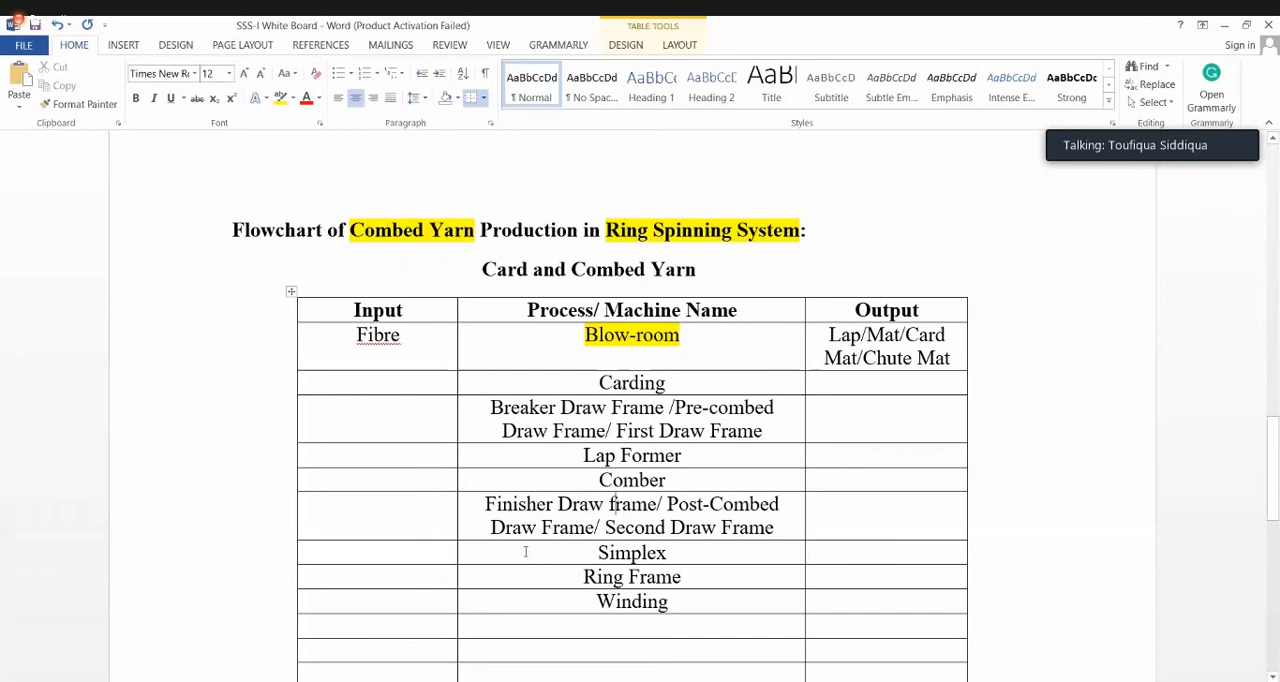 SSS-I White Board - Word (Product Activation Failed)
TABLE TOOLS
?
FILE HOME INSERT DESIGN PAGE LAYOUT REFERENCES MAILINGS REVIEW VIEW GRAMMARLY DESIGN LAYOUT Sign in
Paste
Cut
Copy
Format Painter
Clipboard
Times New Ro 12
Font
Paragraph
AaBbCcDd AaBbCcDd AaBbCc AaBbCcC AaBl AaBbCcD AaBbCcDd AaBbCcDd AaBbCcDd AaBbCcDc
¶ Normal ¶ No Spac... Heading 1 Heading 2 Title Subtitle Subtle Em... Emphasis Intense E... Strong
Styles
Find
Replace
Select
Editing
Open
Grammarly
Grammarly
Talking: Toufiqua Siddiqua
Flowchart of Combed Yarn Production in Ring Spinning System:
Card and Combed Yarn
Input Process/ Machine Name Output
Fibre Blow-room Lap/Mat/Card
Mat/Chute Mat
Carding
Breaker Draw Frame /Pre-combed
Draw Frame/ First Draw Frame
Lap Former
Comber
Finisher Draw frame/ Post-Combed
Draw Frame/ Second Draw Frame
Simplex
Ring Frame
Winding